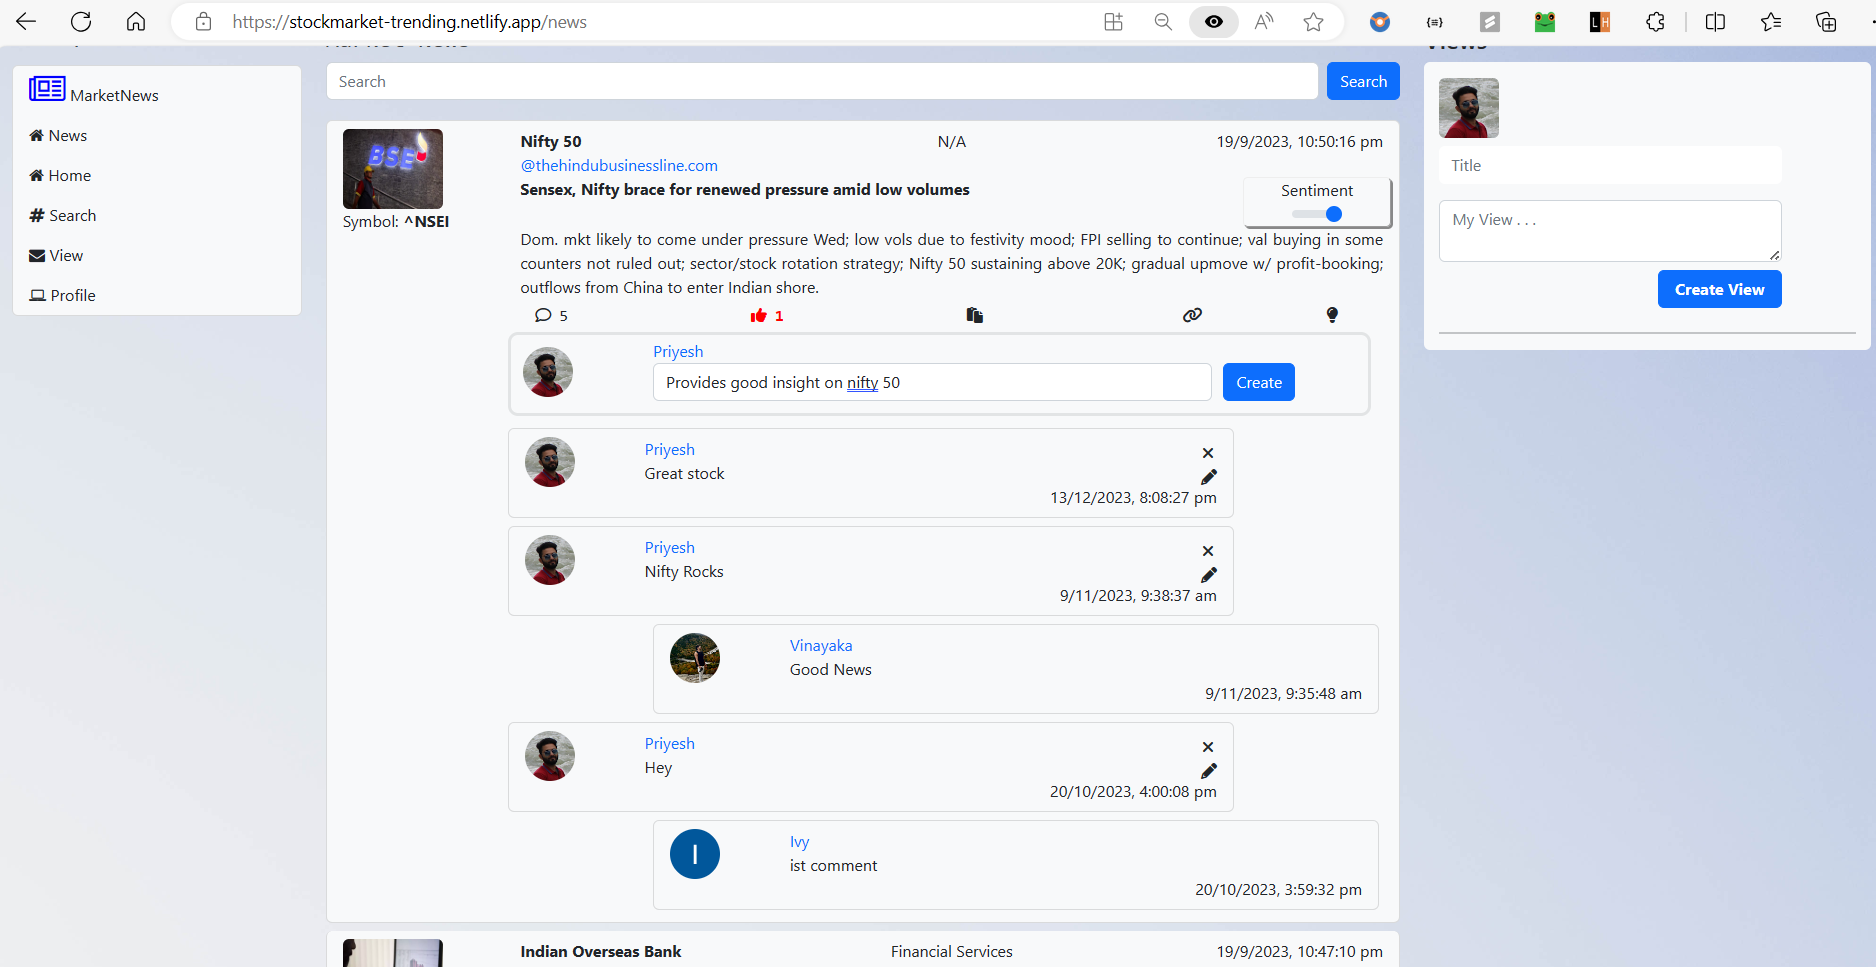 https://stockmarket-trending.netlify.app/news
MarketNews
News
Home
Search
View
Profile
Search
Search
BSE
Symbol: ^NSEI
Nifty 50
N/A
19/9/2023, 10:50:16 pm
@thehindubusinessline.com
Sensex, Nifty brace for renewed pressure amid low volumes
Sentiment
Dom. mkt likely to come under pressure Wed; low vols due to festivity mood; FPI selling to continue; val buying in some
counters not ruled out; sector/stock rotation strategy; Nifty 50 sustaining above 20K; gradual upmove w/ profit-booking;
outflows from China to enter Indian shore.
5
1
Priyesh
Provides good insight on nifty 50
Create
Priyesh
Great stock
13/12/2023, 8:08:27 pm
Priyesh
Nifty Rocks
9/11/2023, 9:38:37 am
Vinayaka
Good News
9/11/2023, 9:35:48 am
Priyesh
Hey
20/10/2023, 4:00:08 pm
I
Ivy
ist comment
20/10/2023, 3:59:32 pm
Indian Overseas Bank
Financial Services
19/9/2023, 10:47:10 pm
Views
Title
My View . . .
Create View